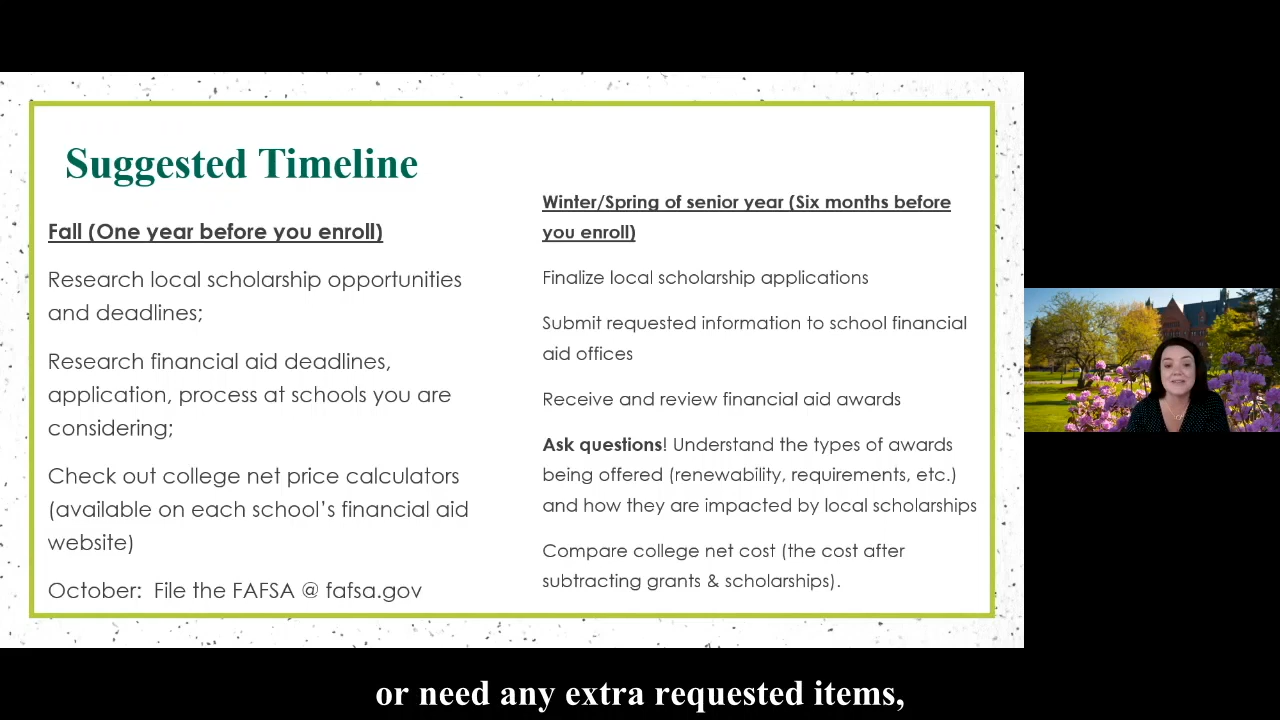 Suggested Timeline
Fall (One year before you enroll)
Research local scholarship opportunities
and deadlines;
Research financial aid deadlines,
application, process at schools you are
considering;
Check out college net price calculators
(available on each school’s financial aid
website)
October:  File the FAFSA @ fafsa.gov
Winter/Spring of senior year (Six months before
you enroll)
Finalize local scholarship applications
Submit requested information to school financial
aid offices
Receive and review financial aid awards
Ask questions! Understand the types of awards
being offered (renewability, requirements, etc.)
and how they are impacted by local scholarships
Compare college net cost (the cost after
subtracting grants & scholarships).
or need any extra requested items,